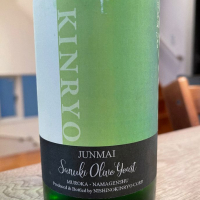 KINRYO
JUNMAI
Sanuki Olive Yeast
MUROKA · NAMAGENSHU
Produced & Bottled by NISHINOKINRYO CORP.